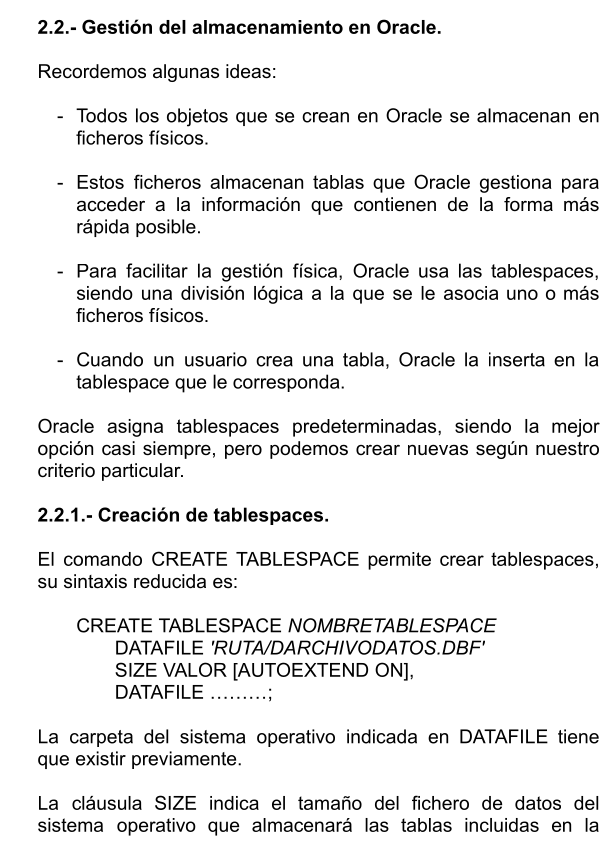 2.2.- Gestión del almacenamiento en Oracle.
Recordemos algunas ideas:
- Todos los objetos que se crean en Oracle se almacenan en
ficheros físicos.
- Estos ficheros almacenan tablas que Oracle gestiona para
acceder a la información que contienen de la forma más
rápida posible.
- Para facilitar la gestión física, Oracle usa las tablespaces,
siendo una división lógica a la que se le asocia uno o más
ficheros físicos.
- Cuando un usuario crea una tabla, Oracle la inserta en la
tablespace que le corresponda.
Oracle asigna tablespaces predeterminadas, siendo la mejor
opción casi siempre, pero podemos crear nuevas según nuestro
criterio particular.
2.2.1.- Creación de tablespaces.
El comando CREATE TABLESPACE permite crear tablespaces,
su sintaxis reducida es:
CREATE TABLESPACE NOMBRETABLESPACE
DATAFILE 'RUTA/DARCHIVODATOS.DBF'
SIZE VALOR [AUTOEXTEND ON],
DATAFILE ………;
La carpeta del sistema operativo indicada en DATAFILE tiene
que existir previamente.
La cláusula SIZE indica el tamaño del fichero de datos del
sistema operativo que almacenará las tablas incluidas en la